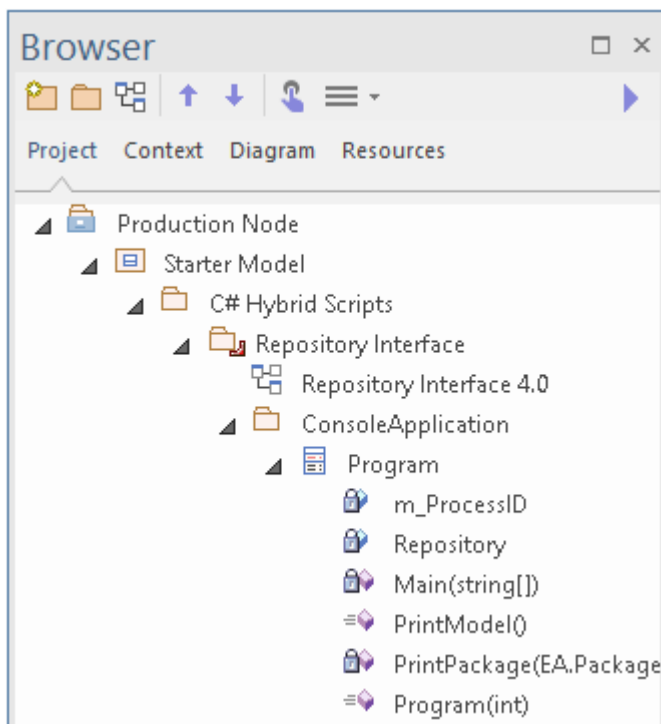 Browser
Project Context Diagram Resources
Production Node
Starter Model
C# Hybrid Scripts
Repository Interface
Repository Interface 4.0
ConsoleApplication
Program
m_ProcessID
Repository
Main(string[])
PrintModel()
PrintPackage(EA.Package
Program(int)